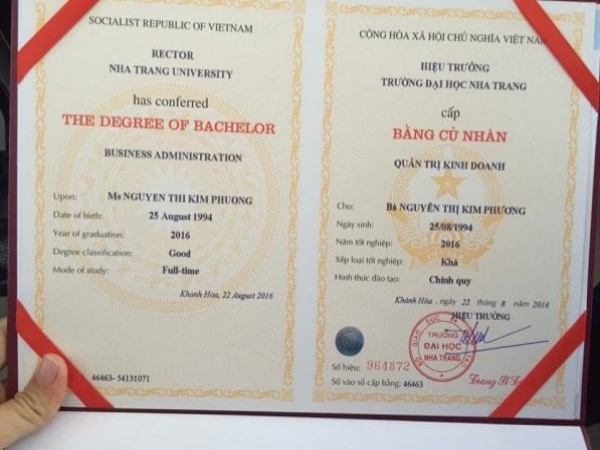 SOCIALIST REPUBLIC OF VIETNAM
RECTOR
NHA TRANG UNIVERSITY
has conferred
THE DEGREE OF BACHELOR
BUSINESS ADMINISTRATION
Upon: Ms NGUYEN THI KIM PHUONG
Date of birth: 25 August 1994
Year of graduation: 2016
Degree classification: Good
Mode of study: Full-time
Khanh Hoa, 22 August 2016
46463- 54131071
CỘNG HÒA XÃ HỘI CHỦ NGHĨA VIỆT NAM
HIỆU TRƯỞNG
TRƯỜNG ĐẠI HỌC NHA TRANG
cấp
BẰNG CỬ NHÂN
QUẢN TRỊ KINH DOANH
Cho: Bà NGUYỄN THỊ KIM PHƯƠNG
Ngày sinh: 25/08/1994
Năm tốt nghiệp: 2016
Xếp loại tốt nghiệp: Khá
Hình thức đào tạo: Chính quy
Khánh Hòa, ngày 22 tháng 8 năm 2016
HIỆU TRƯỞNG
TRƯỜNG
ĐẠI HỌC
NHA TRANG
Số hiệu: 964872
Số vào sổ cấp bằng: 46463
Trang Sĩ